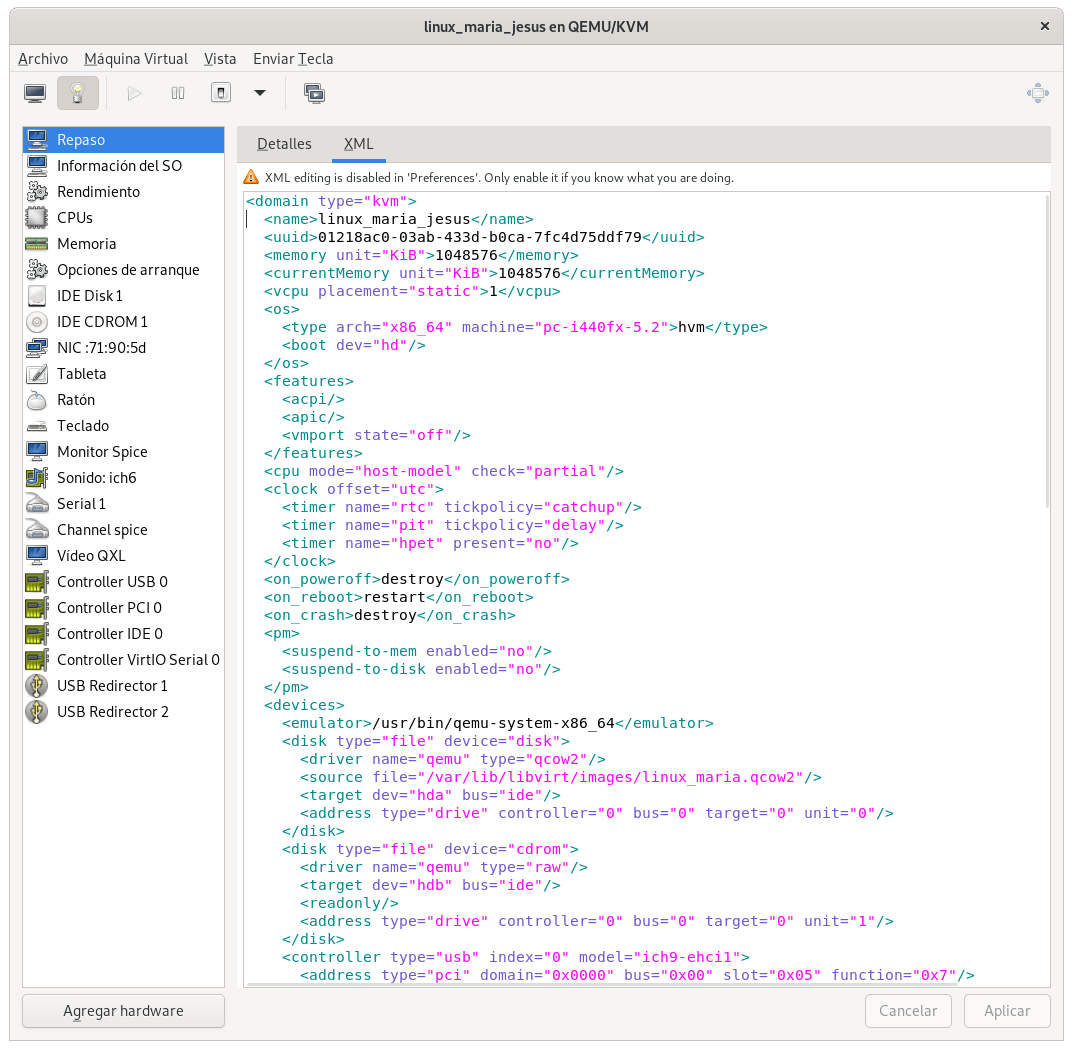 linux_maria_jesus en QEMU/KVM
Archivo Máquina Virtual Vista Enviar Tecla
Repaso
Información del SO
Rendimiento
CPUs
Memoria
Opciones de arranque
IDE Disk 1
IDE CDROM 1
NIC :71:90:5d
Tableta
Ratón
Teclado
Monitor Spice
Sonido: ich6
Serial 1
Channel spice
Vídeo QXL
Controller USB 0
Controller PCI 0
Controller IDE 0
Controller VirtIO Serial 0
USB Redirector 1
USB Redirector 2
Agregar hardware
Detalles XML
XML editing is disabled in 'Preferences'. Only enable it if you know what you are doing.
<domain type="kvm">
  <name>linux_maria_jesus</name>
  <uuid>01218ac0-03ab-433d-b0ca-7fc4d75ddf79</uuid>
  <memory unit="KiB">1048576</memory>
  <currentMemory unit="KiB">1048576</currentMemory>
  <vcpu placement="static">1</vcpu>
  <os>
    <type arch="x86_64" machine="pc-i440fx-5.2">hvm</type>
    <boot dev="hd"/>
  </os>
  <features>
    <acpi/>
    <apic/>
    <vmport state="off"/>
  </features>
  <cpu mode="host-model" check="partial"/>
  <clock offset="utc">
    <timer name="rtc" tickpolicy="catchup"/>
    <timer name="pit" tickpolicy="delay"/>
    <timer name="hpet" present="no"/>
  </clock>
  <on_poweroff>destroy</on_poweroff>
  <on_reboot>restart</on_reboot>
  <on_crash>destroy</on_crash>
  <pm>
    <suspend-to-mem enabled="no"/>
    <suspend-to-disk enabled="no"/>
  </pm>
  <devices>
    <emulator>/usr/bin/qemu-system-x86_64</emulator>
    <disk type="file" device="disk">
      <driver name="qemu" type="qcow2"/>
      <source file="/var/lib/libvirt/images/linux_maria.qcow2"/>
      <target dev="hda" bus="ide"/>
      <address type="drive" controller="0" bus="0" target="0" unit="0"/>
    </disk>
    <disk type="file" device="cdrom">
      <driver name="qemu" type="raw"/>
      <target dev="hdb" bus="ide"/>
      <readonly/>
      <address type="drive" controller="0" bus="0" target="0" unit="1"/>
    </disk>
    <controller type="usb" index="0" model="ich9-ehci1">
      <address type="pci" domain="0x0000" bus="0x00" slot="0x05" function="0x7"/>
Cancelar Aplicar